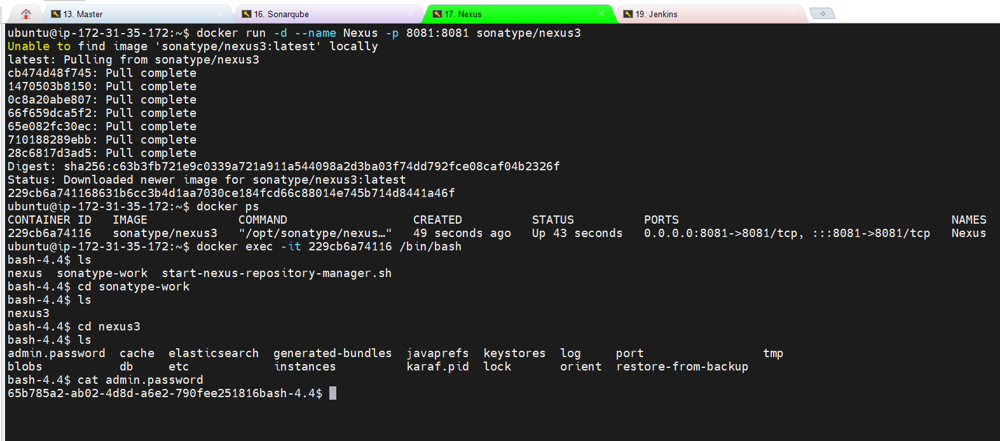 13. Master
16. Sonarqube
17. Nexus
19. Jenkins
ubuntu@ip-172-31-35-172:~$ docker run -d --name Nexus -p 8081:8081 sonatype/nexus3
Unable to find image 'sonatype/nexus3:latest' locally
latest: Pulling from sonatype/nexus3
cb474d48f745: Pull complete
1470503b8150: Pull complete
0c8a20abe807: Pull complete
66f659dca5f2: Pull complete
65e082fc30ec: Pull complete
710188289ebb: Pull complete
28c6817d3ad5: Pull complete
Digest: sha256:c63b3fb721e9c0339a721a911a544098a2d3ba03f74dd792fce08caf04b2326f
Status: Downloaded newer image for sonatype/nexus3:latest
229cb6a741168631b6cc3b4d1aa7030ce184fcd66c88014e745b714d8441a46f
ubuntu@ip-172-31-35-172:~$ docker ps
CONTAINER ID   IMAGE             COMMAND                  CREATED          STATUS          PORTS                                       NAMES
229cb6a74116   sonatype/nexus3   "/opt/sonatype/nexus…"   49 seconds ago   Up 43 seconds   0.0.0.0:8081->8081/tcp, :::8081->8081/tcp   Nexus
ubuntu@ip-172-31-35-172:~$ docker exec -it 229cb6a74116 /bin/bash
bash-4.4$ ls
nexus  sonatype-work  start-nexus-repository-manager.sh
bash-4.4$ cd sonatype-work
bash-4.4$ ls
nexus3
bash-4.4$ cd nexus3
bash-4.4$ ls
admin.password  cache  elasticsearch  generated-bundles  javaprefs  keystores  log     port                 tmp
blobs           db     etc            instances          karaf.pid  lock       orient  restore-from-backup
bash-4.4$ cat admin.password
65b785a2-ab02-4d8d-a6e2-790fee251816bash-4.4$